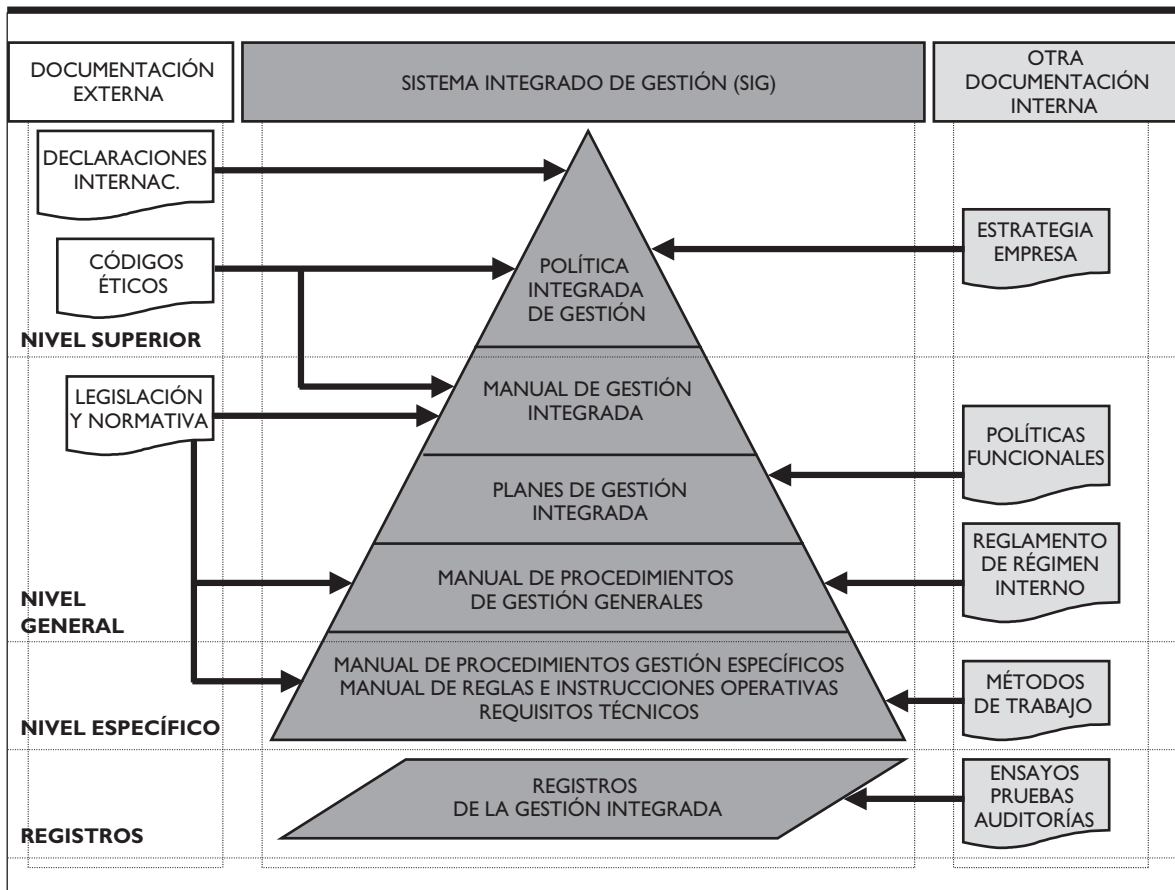 DOCUMENTACIÓN
EXTERNA
SISTEMA INTEGRADO DE GESTIÓN (SIG)
OTRA
DOCUMENTACIÓN
INTERNA
DECLARACIONES
INTERNAC.
CÓDIGOS
ÉTICOS
POLÍTICA
INTEGRADA
DE GESTIÓN
ESTRATEGIA
EMPRESA
NIVEL SUPERIOR
LEGISLACIÓN
Y NORMATIVA
MANUAL DE GESTIÓN
INTEGRADA
POLÍTICAS
FUNCIONALES
PLANES DE GESTIÓN
INTEGRADA
MANUAL DE PROCEDIMIENTOS
DE GESTIÓN GENERALES
REGLAMENTO
DE RÉGIMEN
INTERNO
NIVEL
GENERAL
MANUAL DE PROCEDIMIENTOS GESTIÓN ESPECÍFICOS
MANUAL DE REGLAS E INSTRUCCIONES OPERATIVAS
REQUISITOS TÉCNICOS
MÉTODOS
DE TRABAJO
NIVEL ESPECÍFICO
REGISTROS
DE LA GESTIÓN INTEGRADA
ENSAYOS
PRUEBAS
AUDITORÍAS
REGISTROS